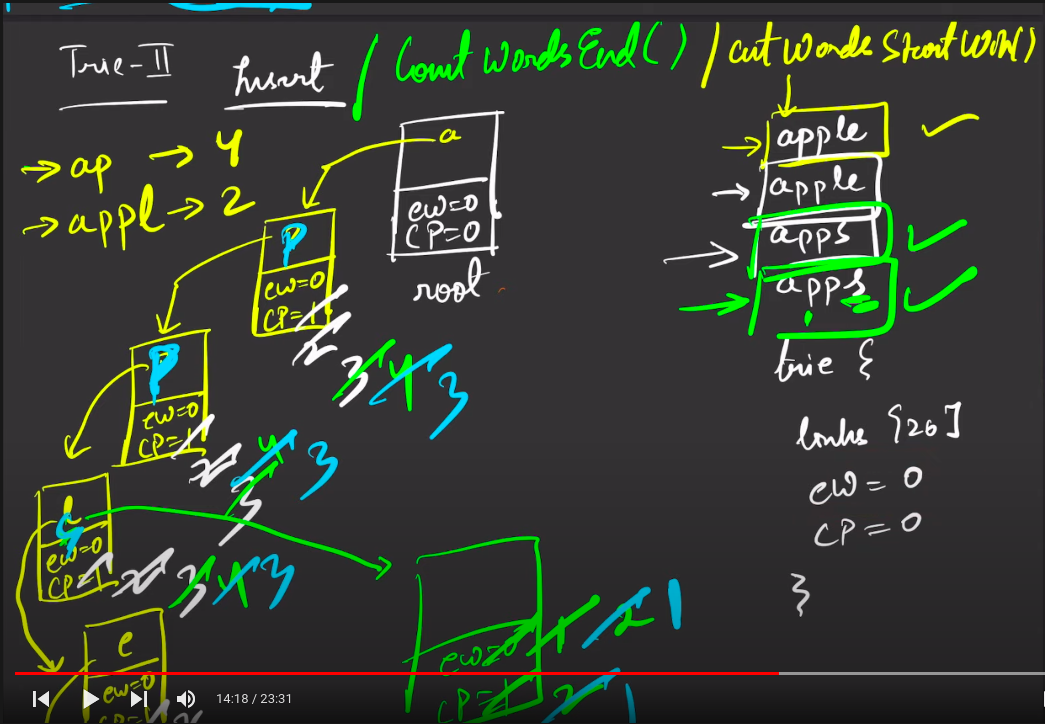 Trie-II
Insert / Count Words End() / cnt Words Start With()
→ ap → 4
→ appl → 2
a
ew=0
CP=0
root
p
ew=0
CP=1
2
3
4
3
p
ew=0
CP=1
2
3
4
3
l
s
ew=0
CP=1
2
3
4
3
e
ew=0
ew=0
1
2
1
CP=1
2
1
→ apple ✓
→ apple
→ apps ✓
→ apps ✓
trie {
links [26]
ew = 0
CP = 0
}
14:18 / 23:31